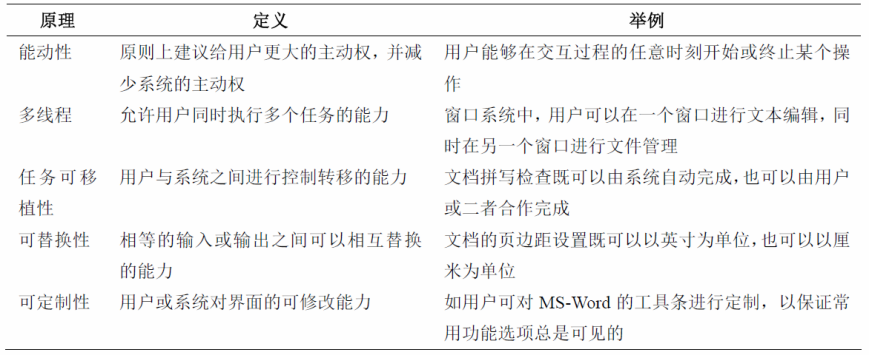 原理 定义 举例
能动性 原则上建议给用户更大的主动权，并减 用户能够在交互过程的任意时刻开始或终止某个操
少系统的主动权 作
多线程 允许用户同时执行多个任务的能力 窗口系统中，用户可以在一个窗口进行文本编辑，同
时在另一个窗口进行文件管理
任务可移 用户与系统之间进行控制转移的能力 文档拼写检查既可以由系统自动完成，也可以由用户
植性 或二者合作完成
可替换性 相等的输入或输出之间可以相互替换 文档的页边距设置既可以以英寸为单位，也可以以厘
的能力 米为单位
可定制性 用户或系统对界面的可修改能力 如用户可对 MS-Word 的工具条进行定制，以保证常
用功能选项总是可见的